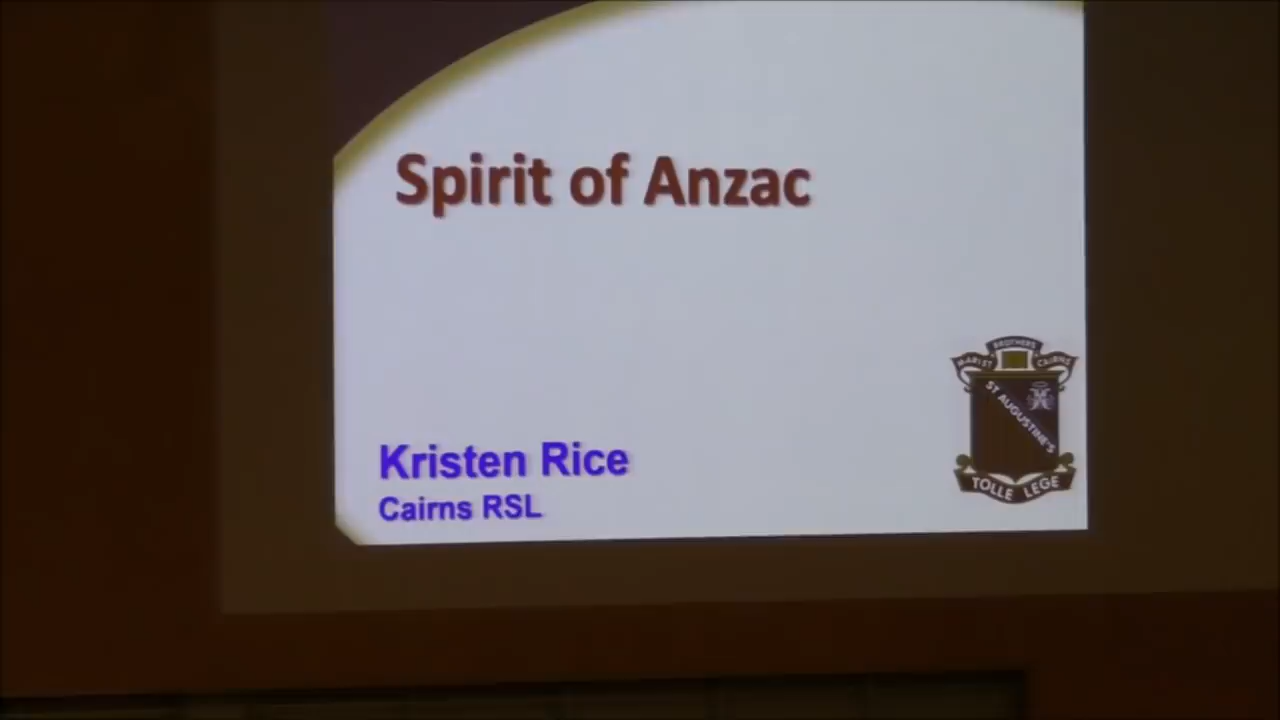 Spirit of Anzac
BROTHERS
MARIST CAIRNS
ST AUGUSTINE'S
TOLLE LEGE
Kristen Rice
Cairns RSL